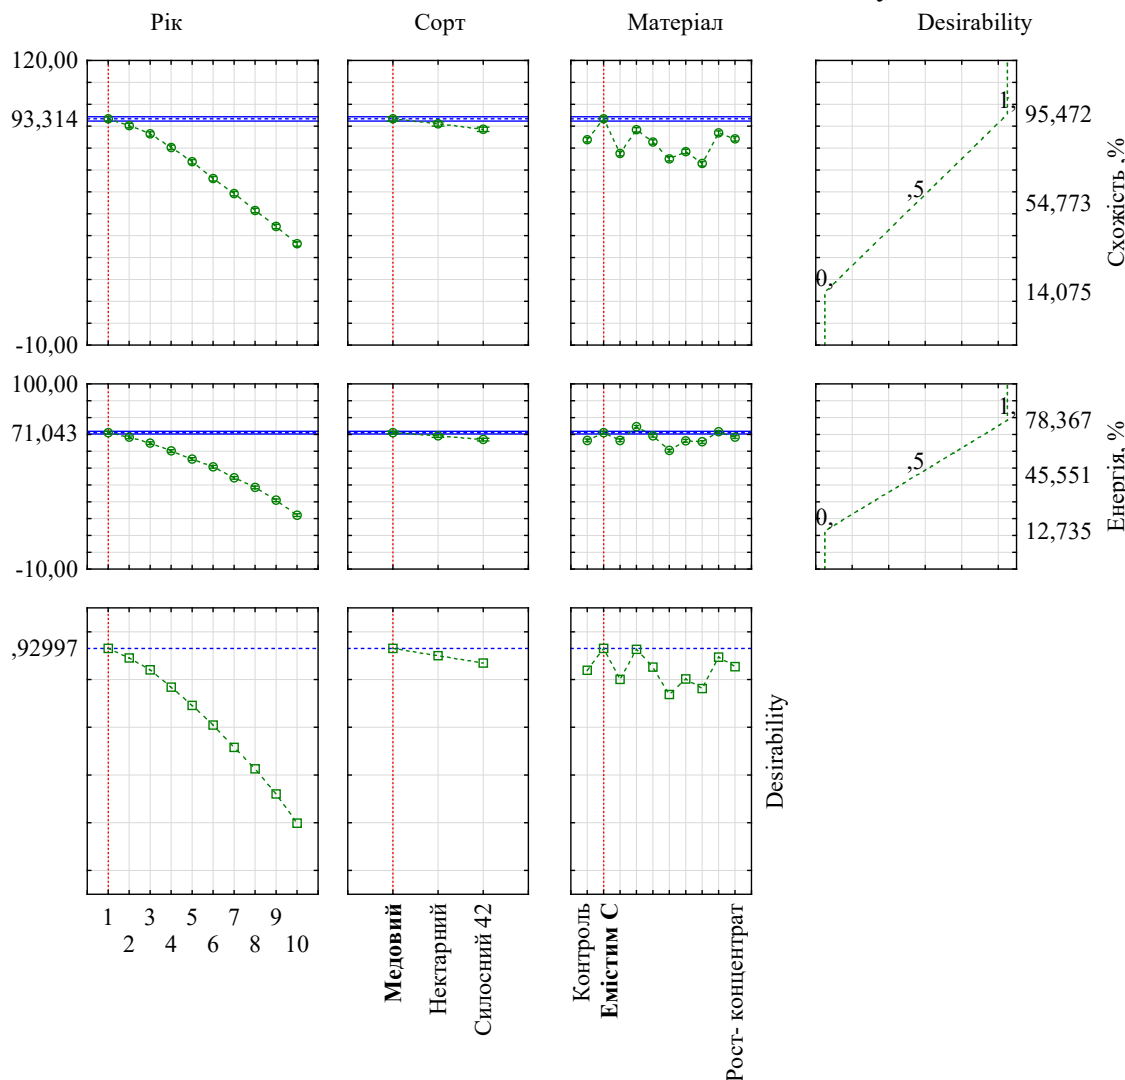 Рік
Сорт
Матеріал
Desirability
120,00
93,314
-10,00
1,
,5
0,
95,472
54,773
14,075
Схожість ,%
100,00
71,043
-10,00
1,
,5
0,
78,367
45,551
12,735
Енергія, %
,92997
Desirability
1 3 5 7 9
2 4 6 8 10
Медовий
Нектарний
Силосний 42
Контроль
Емістим С
Рост- концентрат